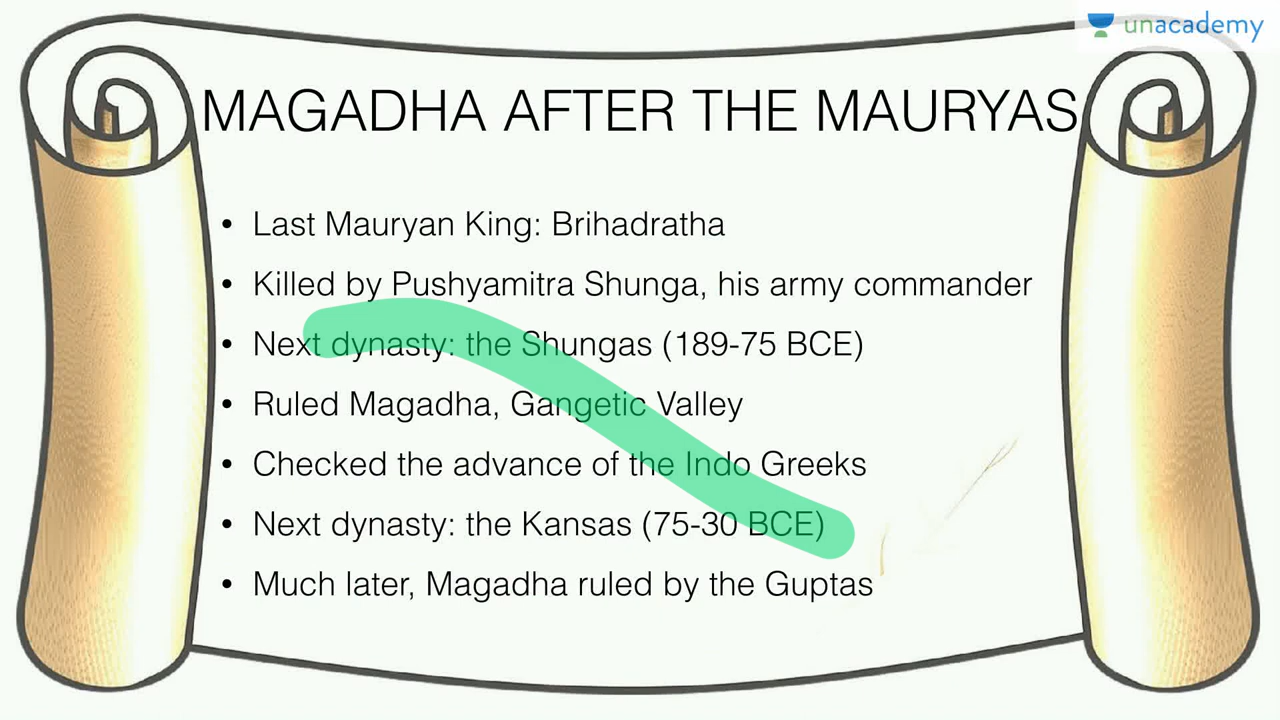 unacademy
MAGADHA AFTER THE MAURYAS
• Last Mauryan King: Brihadratha
• Killed by Pushyamitra Shunga, his army commander
• Next dynasty: the Shungas (189-75 BCE)
• Ruled Magadha, Gangetic Valley
• Checked the advance of the Indo Greeks
• Next dynasty: the Kansas (75-30 BCE)
• Much later, Magadha ruled by the Guptas